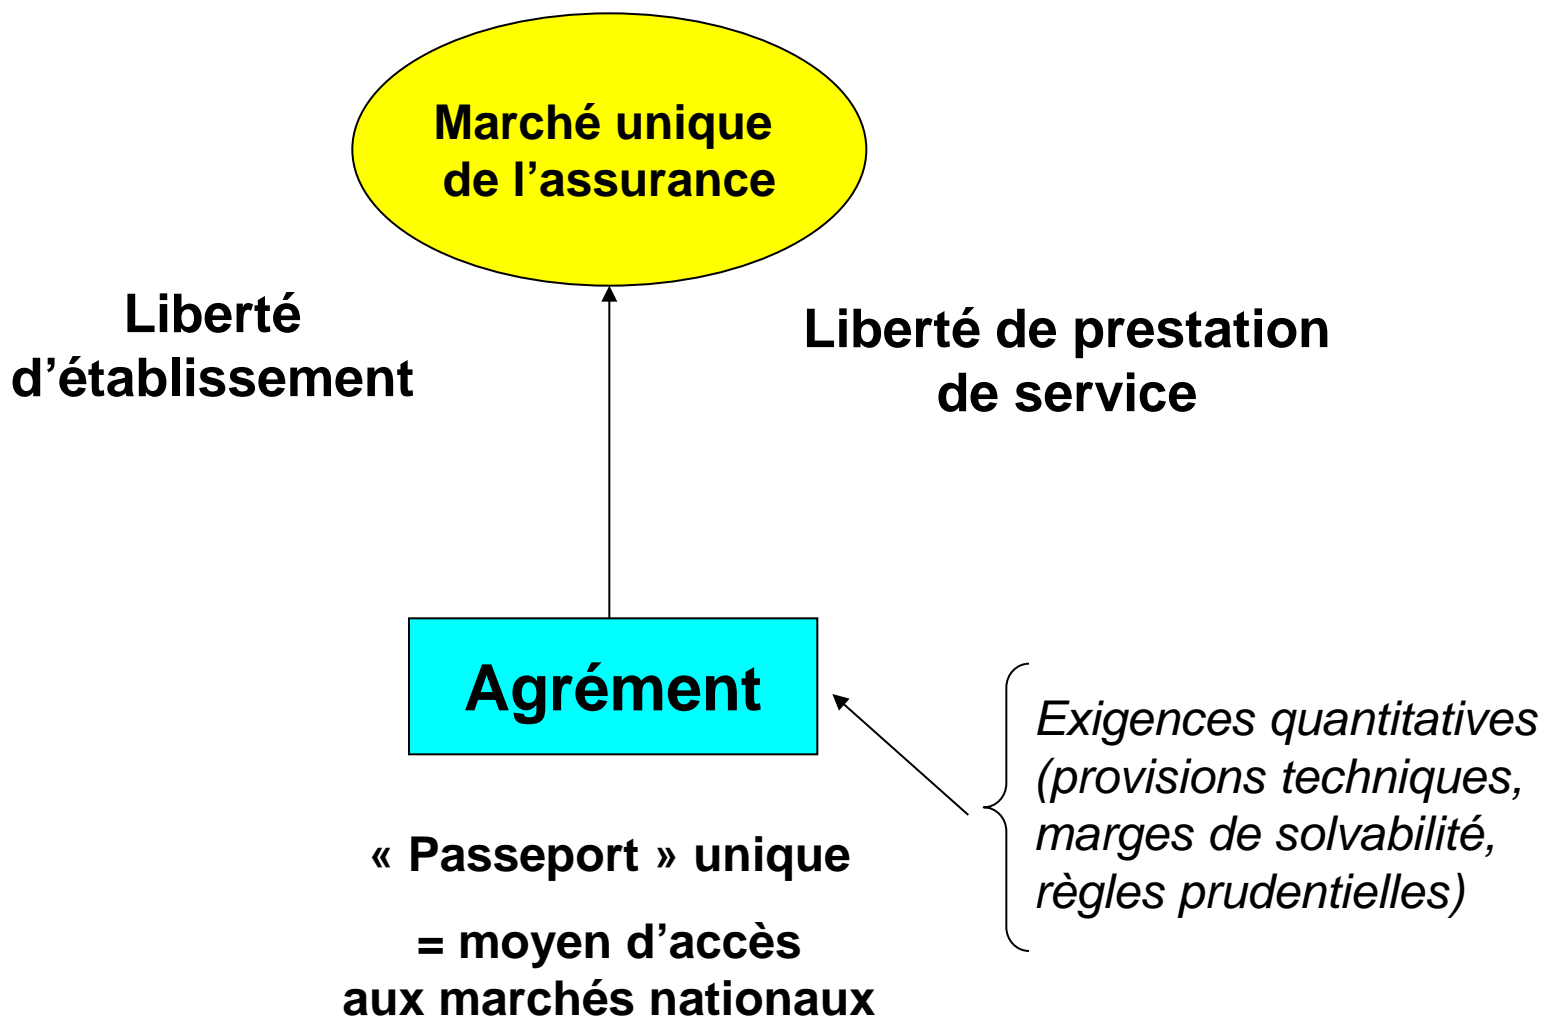 Marché unique
de l’assurance
Liberté
d’établissement
Liberté de prestation
de service
Agrément
« Passeport » unique
= moyen d’accès
aux marchés nationaux
Exigences quantitatives
(provisions techniques,
marges de solvabilité,
règles prudentielles)